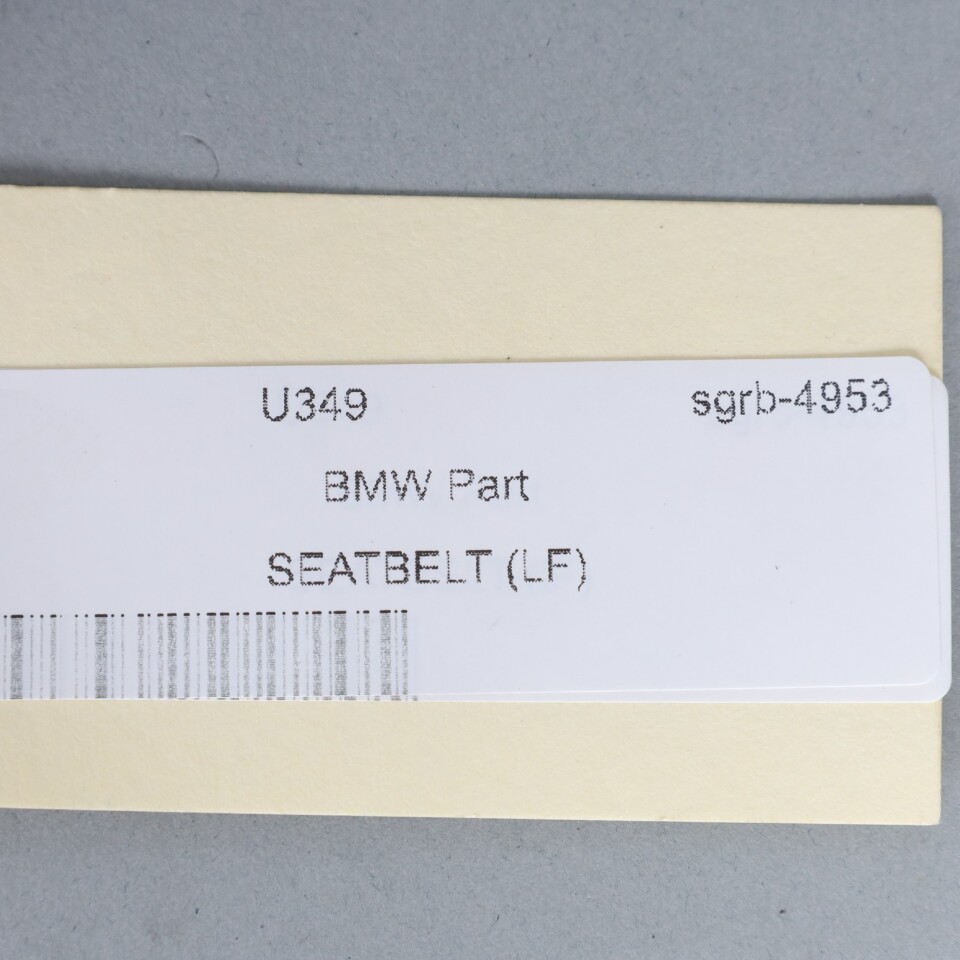 U349 sgrb-4953
BMW Part
SEATBELT (LF)